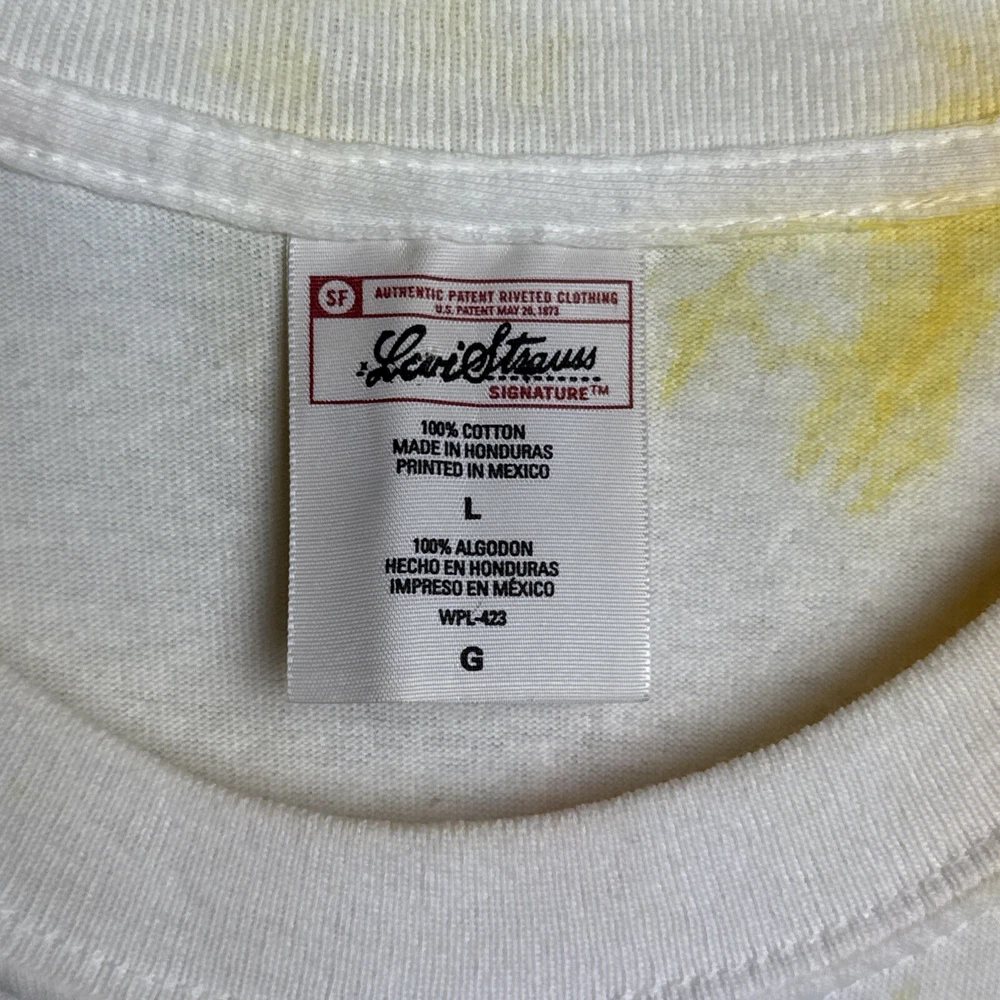 SF
AUTHENTIC PATENT RIVETED CLOTHING
U.S. PATENT MAY 20, 1873
Levi Strauss
SIGNATURE™
100% COTTON
MADE IN HONDURAS
PRINTED IN MEXICO
L
100% ALGODON
HECHO EN HONDURAS
IMPRESO EN MÉXICO
WPL-423
G